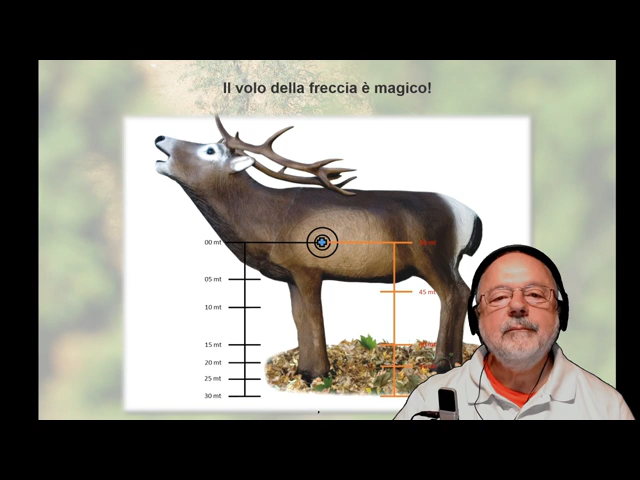 Il volo della freccia è magico!
00 mt
05 mt
45 mt
10 mt
15 mt
20 mt
25 mt
30 mt